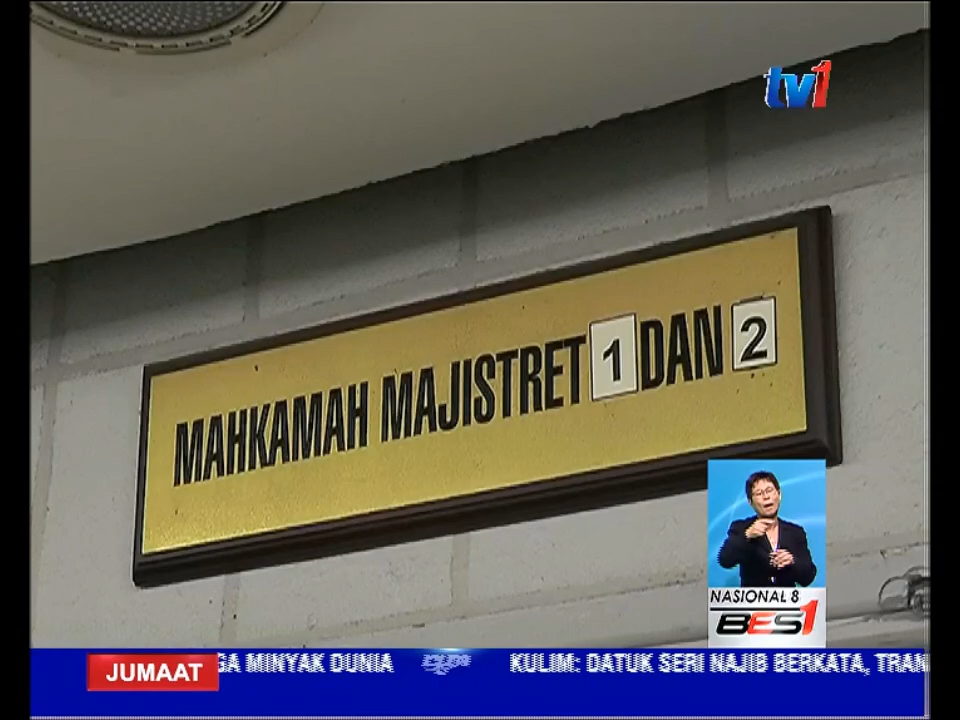 tv1
MAHKAMAH MAJISTRET 1 DAN 2
NASIONAL 8
BES1
JUMAAT
GA MINYAK DUNIA
KULIM: DATUK SERI NAJIB BERKATA, TRAN